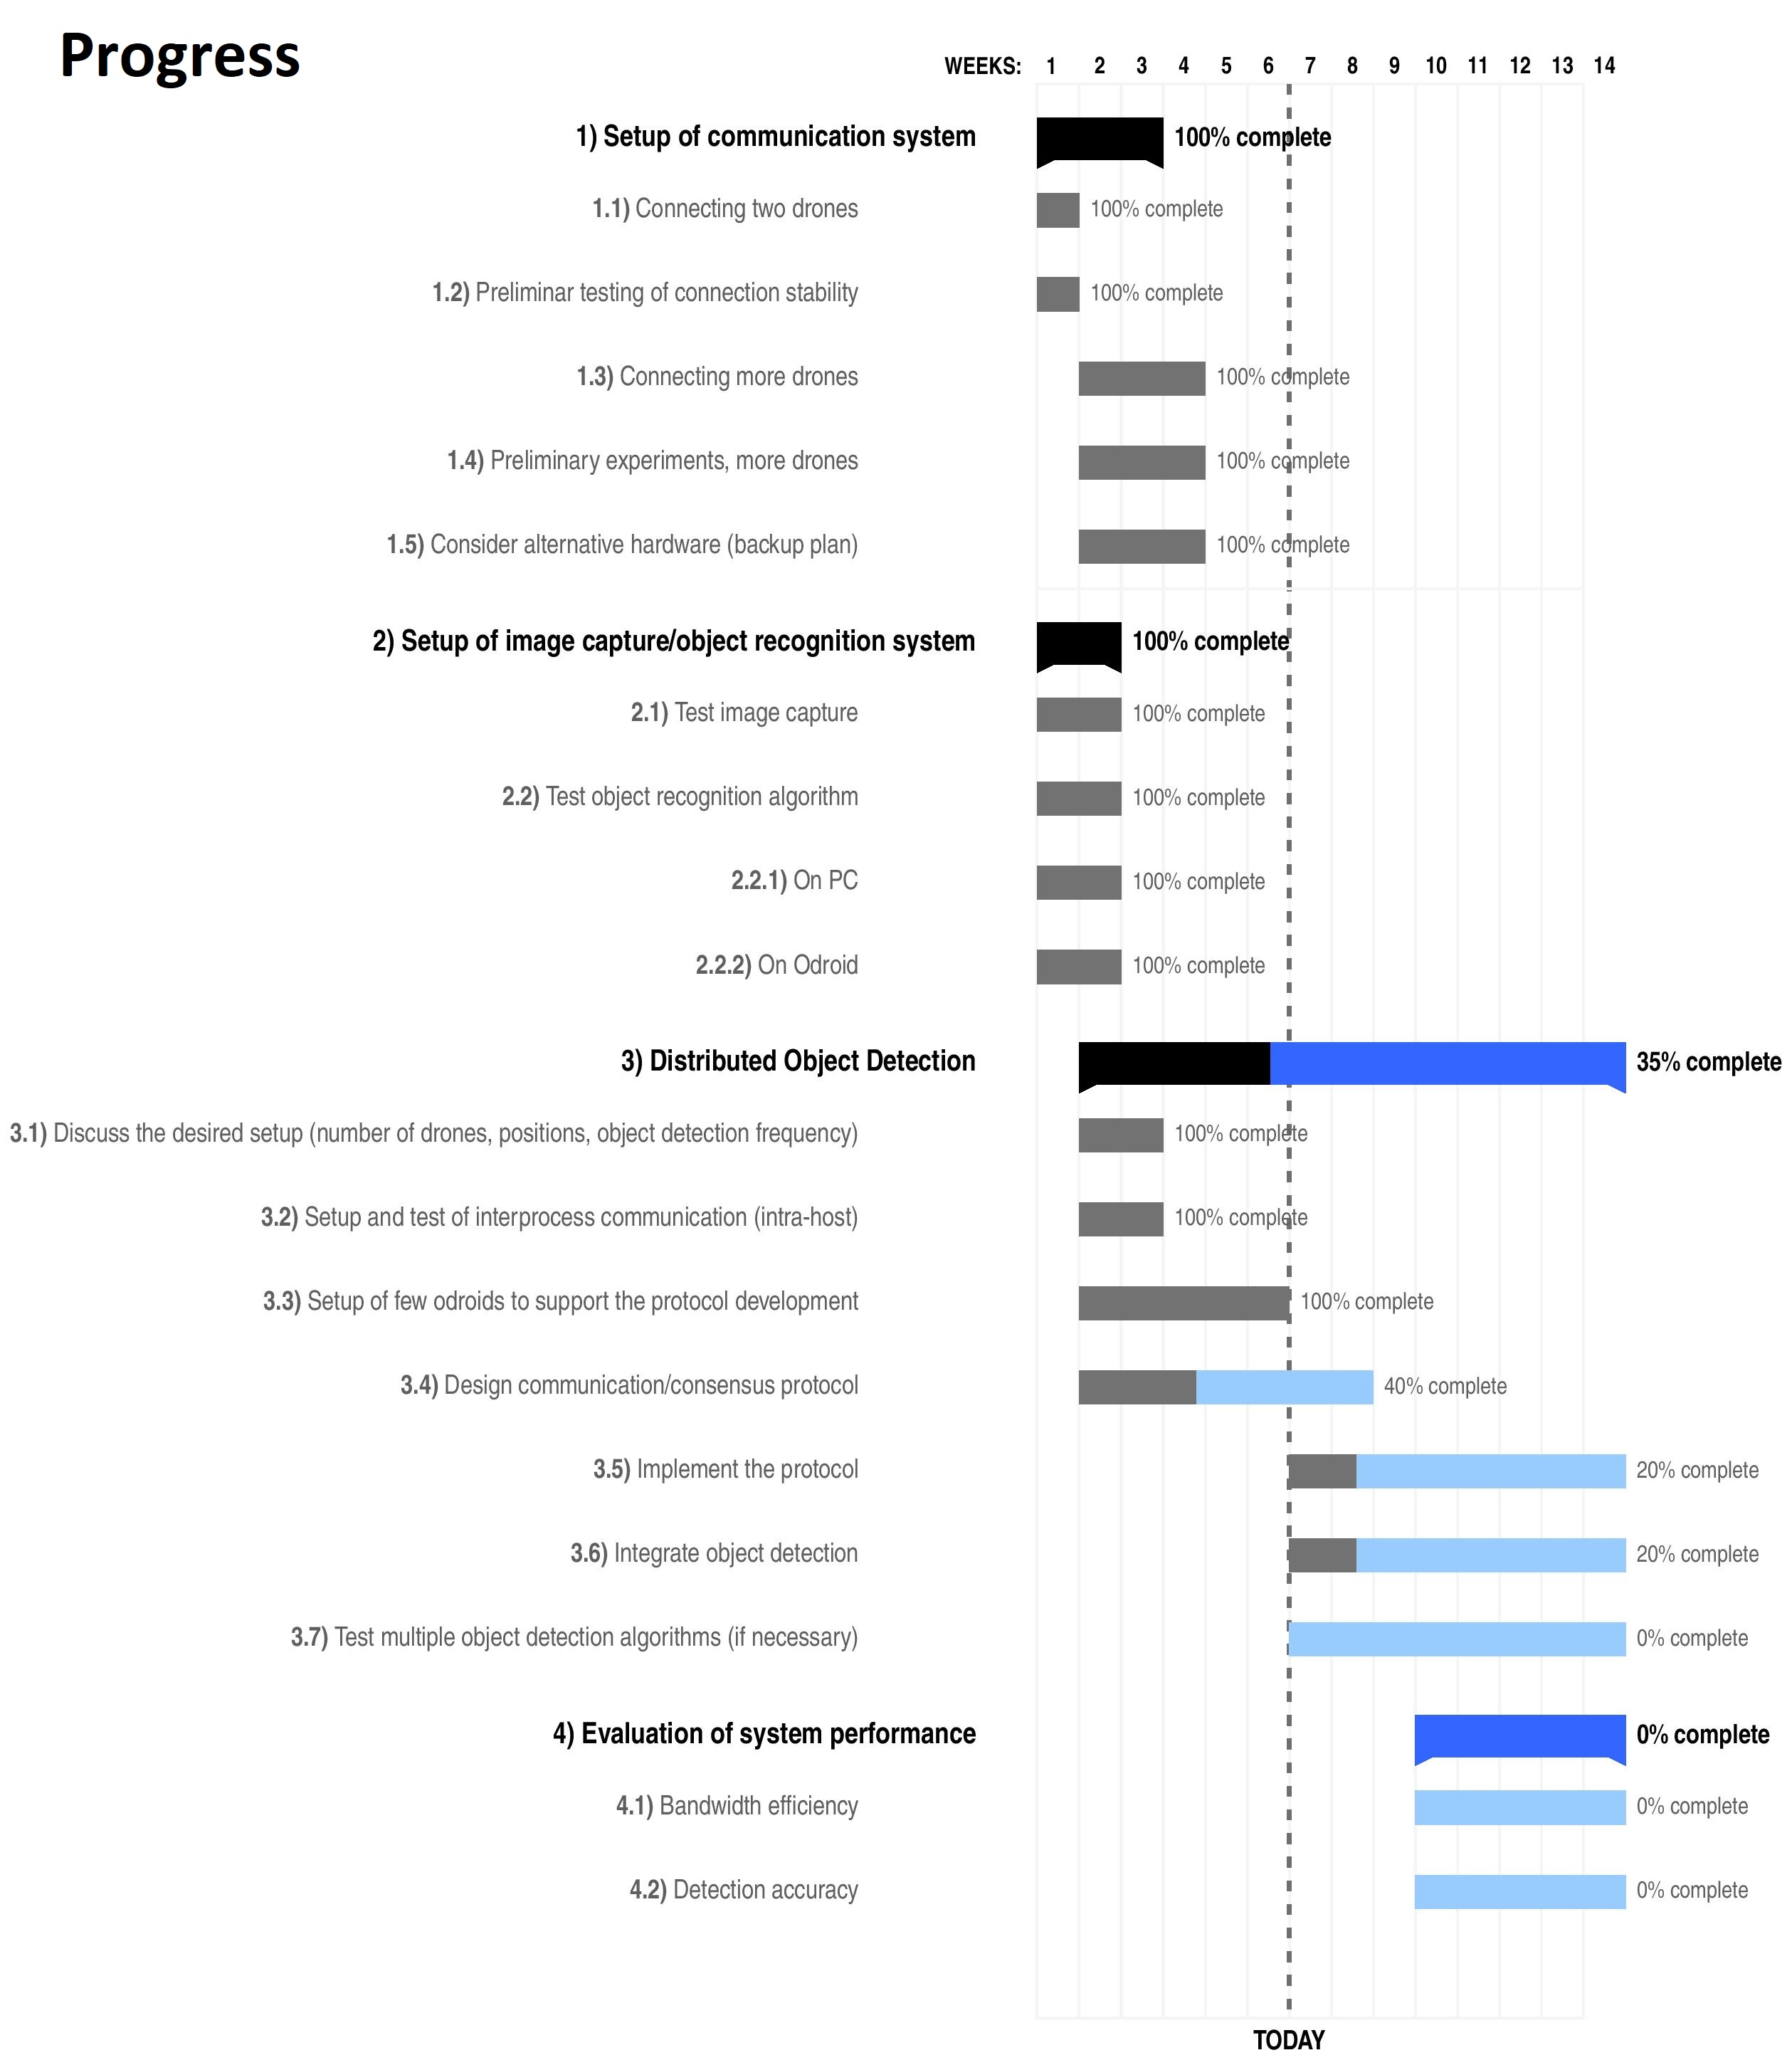 Progress
WEEKS: 1 2 3 4 5 6 7 8 9 10 11 12 13 14
1) Setup of communication system 100% complete
1.1) Connecting two drones 100% complete
1.2) Preliminar testing of connection stability 100% complete
1.3) Connecting more drones 100% complete
1.4) Preliminary experiments, more drones 100% complete
1.5) Consider alternative hardware (backup plan) 100% complete
2) Setup of image capture/object recognition system 100% complete
2.1) Test image capture 100% complete
2.2) Test object recognition algorithm 100% complete
2.2.1) On PC 100% complete
2.2.2) On Odroid 100% complete
3) Distributed Object Detection 35% complete
3.1) Discuss the desired setup (number of drones, positions, object detection frequency) 100% complete
3.2) Setup and test of interprocess communication (intra-host) 100% complete
3.3) Setup of few odroids to support the protocol development 100% complete
3.4) Design communication/consensus protocol 40% complete
3.5) Implement the protocol 20% complete
3.6) Integrate object detection 20% complete
3.7) Test multiple object detection algorithms (if necessary) 0% complete
4) Evaluation of system performance 0% complete
4.1) Bandwidth efficiency 0% complete
4.2) Detection accuracy 0% complete
TODAY